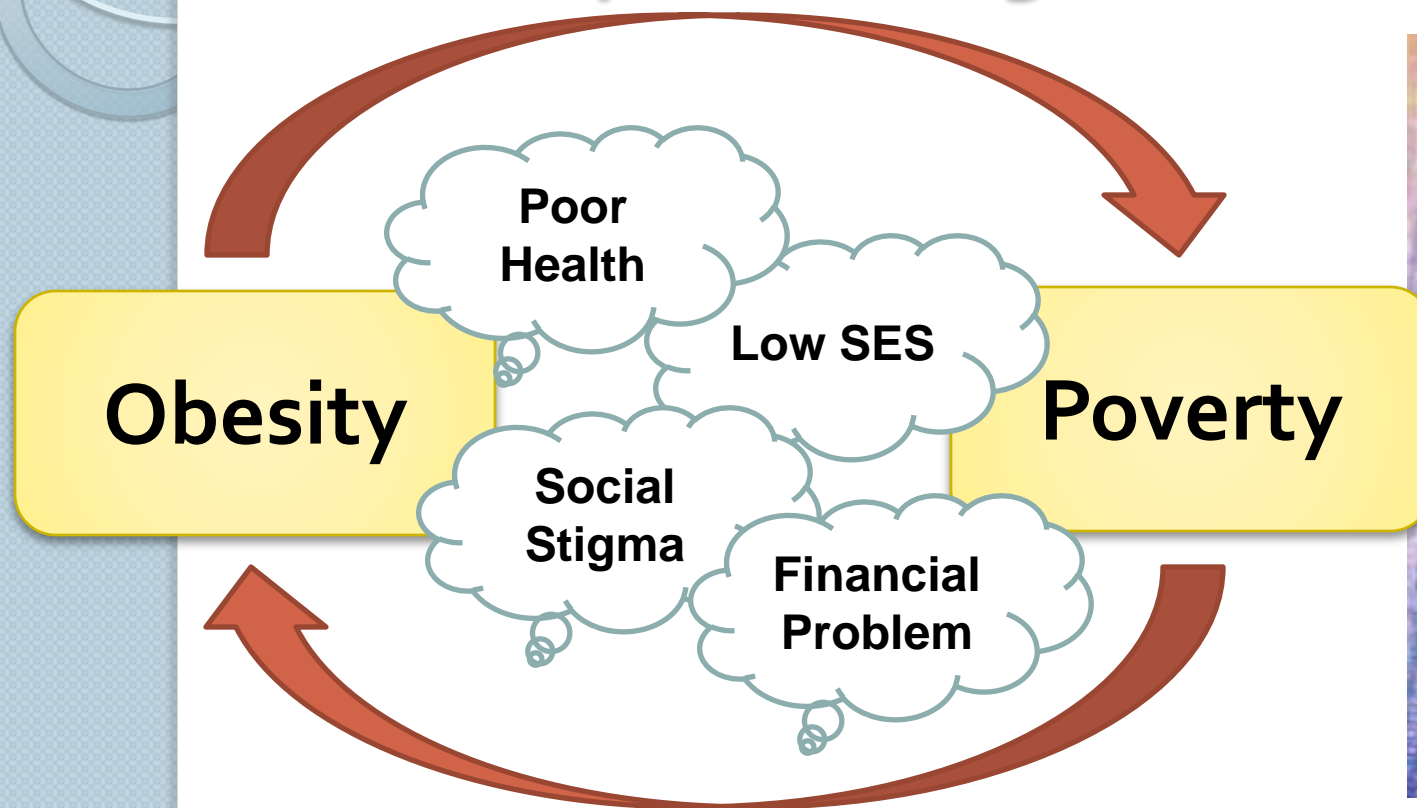 Poor
Health
Low SES
Obesity
Poverty
Social
Stigma
Financial
Problem